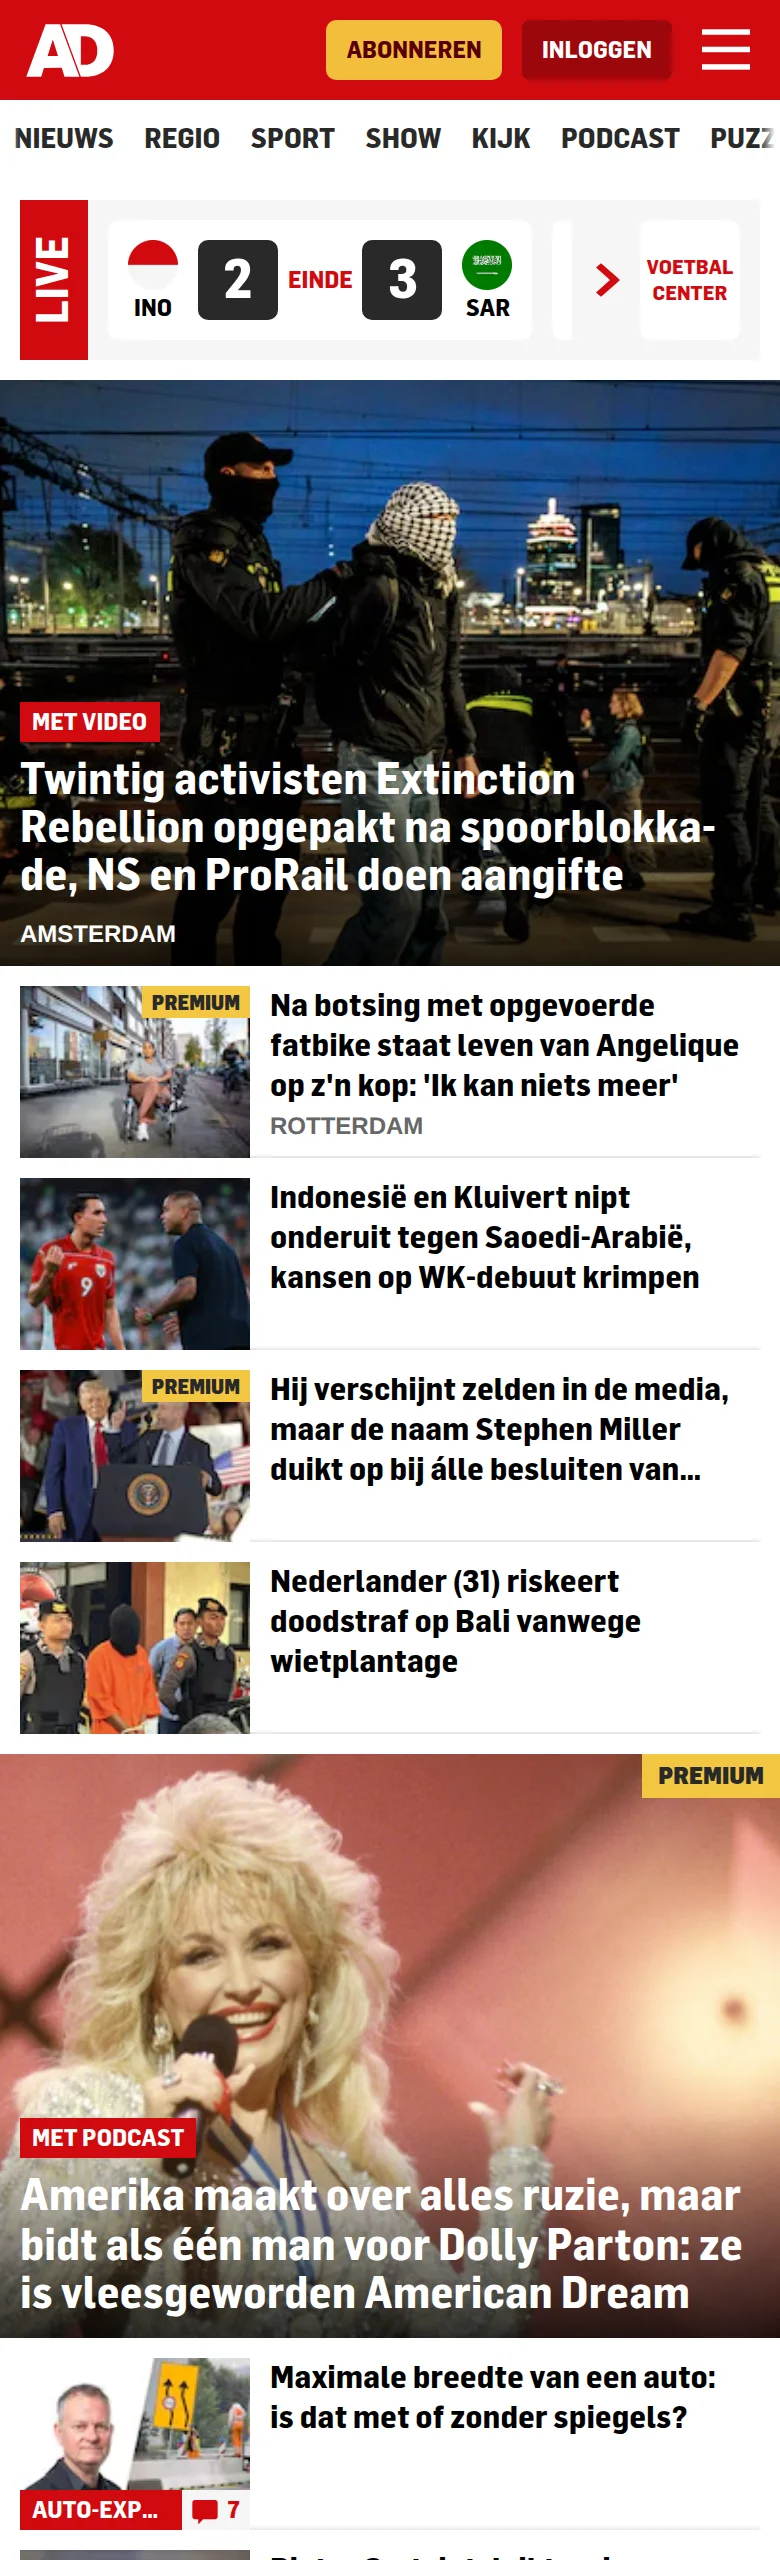 AD
ABONNEREN
INLOGGEN
NIEUWS REGIO SPORT SHOW KIJK PODCAST PUZZ
LIVE
2 EINDE 3
INO SAR
VOETBAL
CENTER
MET VIDEO
Twintig activisten Extinction
Rebellion opgepakt na spoorblokka-
de, NS en ProRail doen aangifte
AMSTERDAM
PREMIUM
Na botsing met opgevoerde
fatbike staat leven van Angelique
op z'n kop: 'Ik kan niets meer'
ROTTERDAM
9
Indonesië en Kluivert nipt
onderuit tegen Saoedi-Arabië,
kansen op WK-debuut krimpen
PREMIUM
Hij verschijnt zelden in de media,
maar de naam Stephen Miller
duikt op bij álle besluiten van...
Nederlander (31) riskeert
doodstraf op Bali vanwege
wietplantage
PREMIUM
MET PODCAST
Amerika maakt over alles ruzie, maar
bidt als één man voor Dolly Parton: ze
is vleesgeworden American Dream
Maximale breedte van een auto:
is dat met of zonder spiegels?
AUTO-EXP...
7